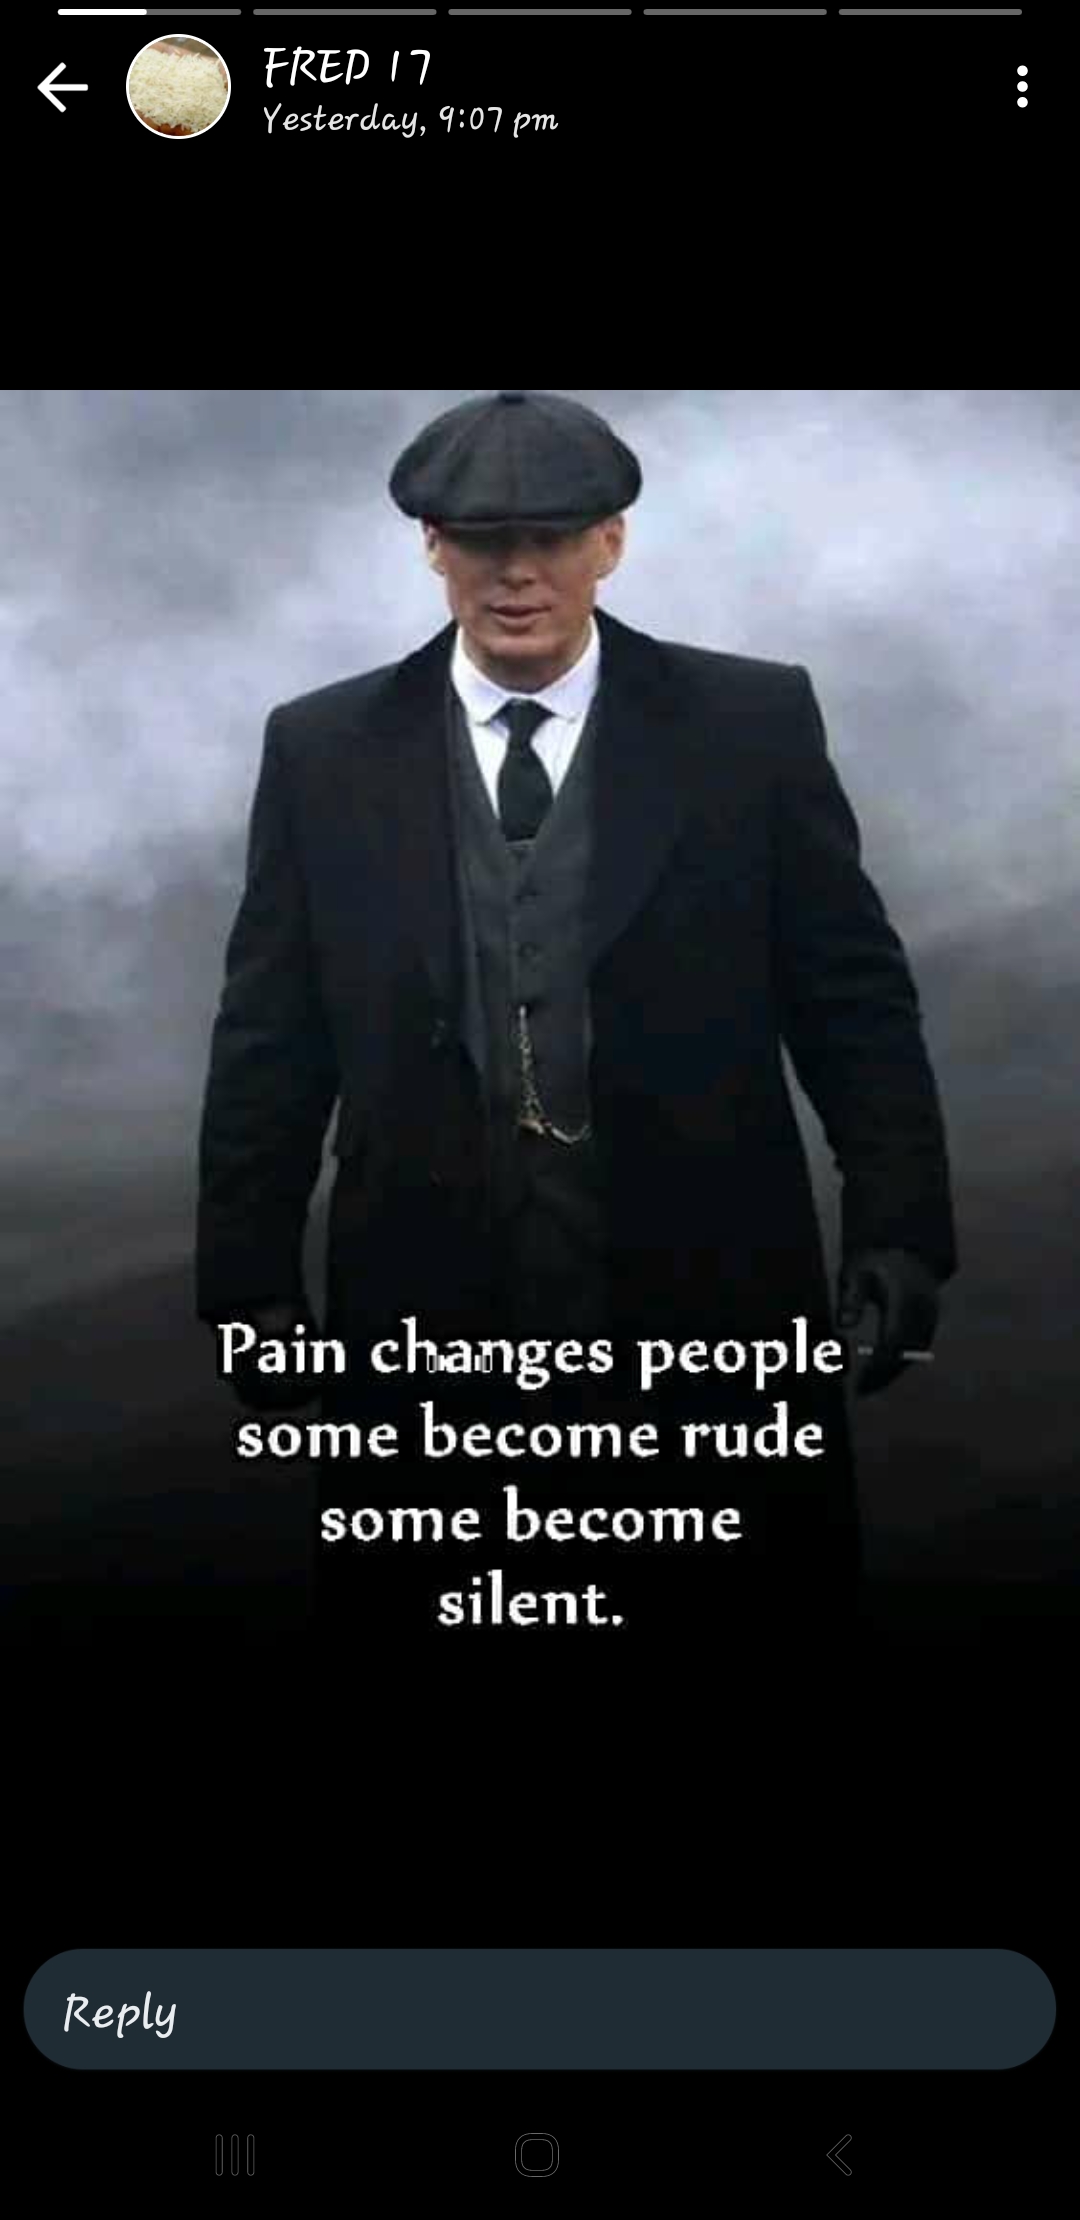 FRED 17
Yesterday, 9:07 pm
Pain changes people
some become rude
some become
silent.
Reply